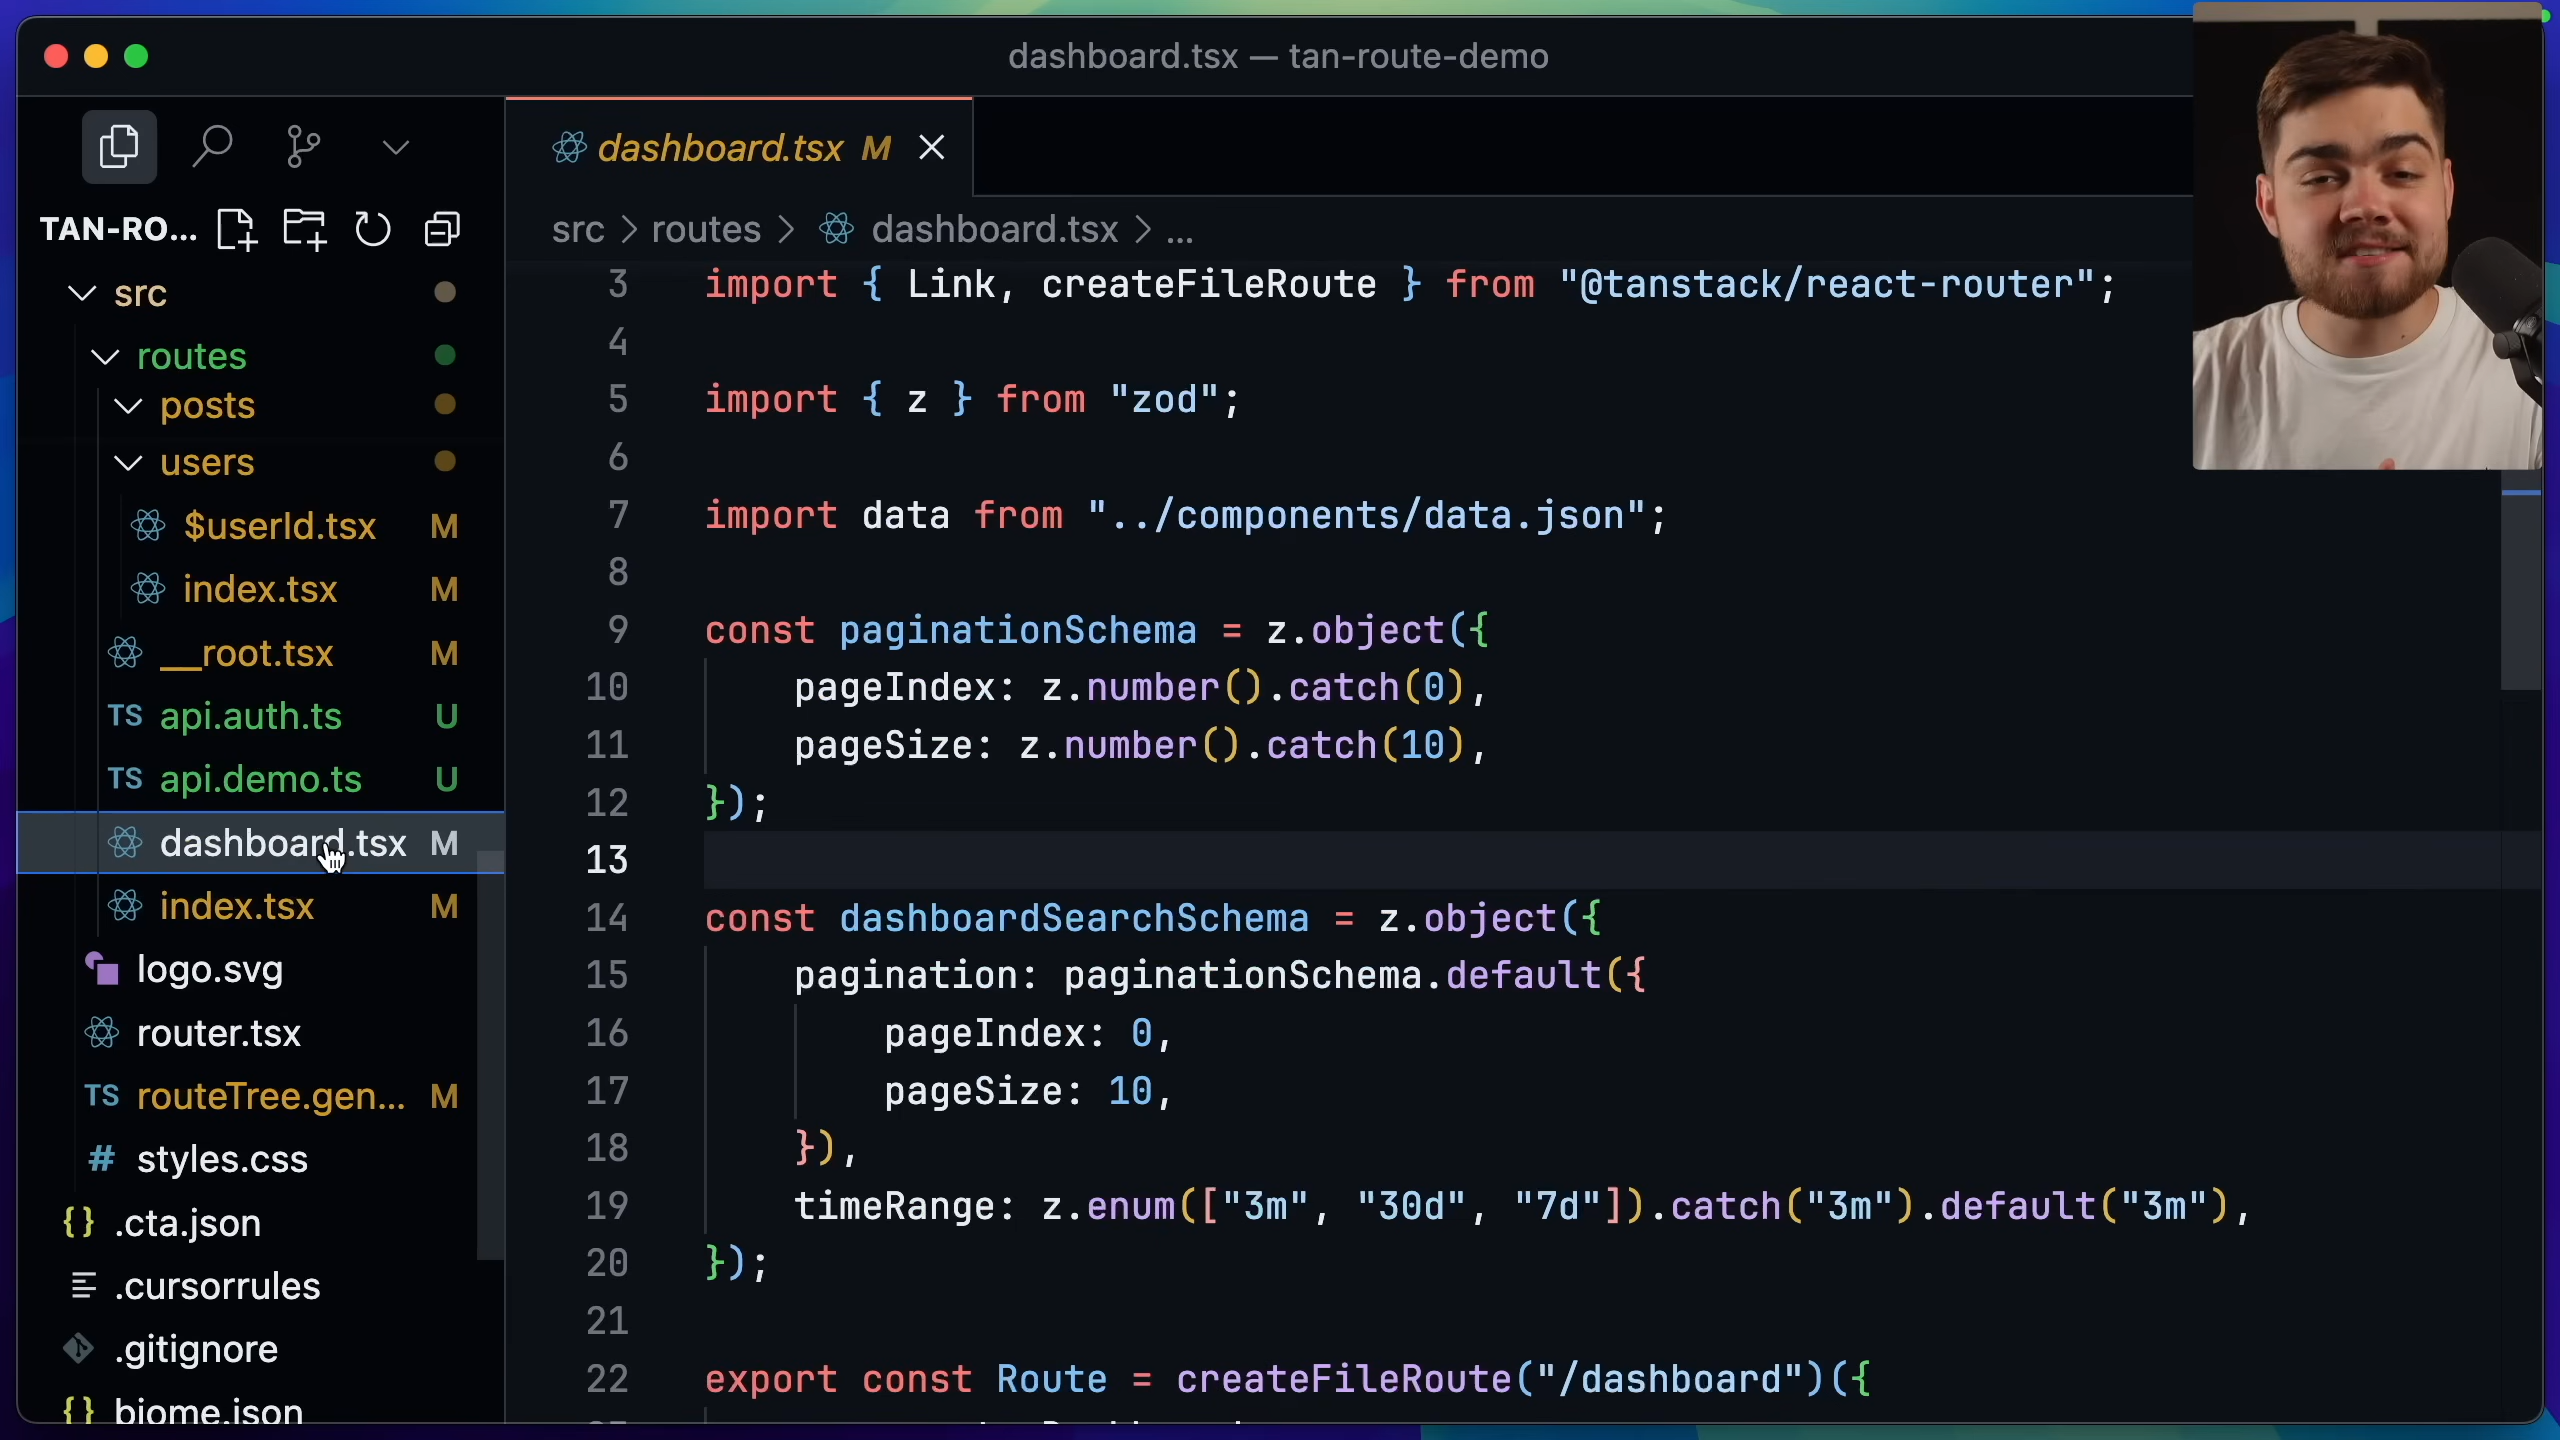 dashboard.tsx — tan-route-demo
TAN-RO...
src
routes
posts
users
$userId.tsx M
index.tsx M
__root.tsx M
TS api.auth.ts U
TS api.demo.ts U
dashboard.tsx M
index.tsx M
logo.svg
router.tsx
TS routeTree.gen... M
# styles.css
{} .cta.json
.cursorrules
.gitignore
{} biome.json
dashboard.tsx M
src > routes > dashboard.tsx > ...
3 import { Link, createFileRoute } from "@tanstack/react-router";
4
5 import { z } from "zod";
6
7 import data from "../components/data.json";
8
9 const paginationSchema = z.object({
10 pageIndex: z.number().catch(0),
11 pageSize: z.number().catch(10),
12 });
13
14 const dashboardSearchSchema = z.object({
15 pagination: paginationSchema.default({
16 pageIndex: 0,
17 pageSize: 10,
18 }),
19 timeRange: z.enum(["3m", "30d", "7d"]).catch("3m").default("3m"),
20 });
21
22 export const Route = createFileRoute("/dashboard")({